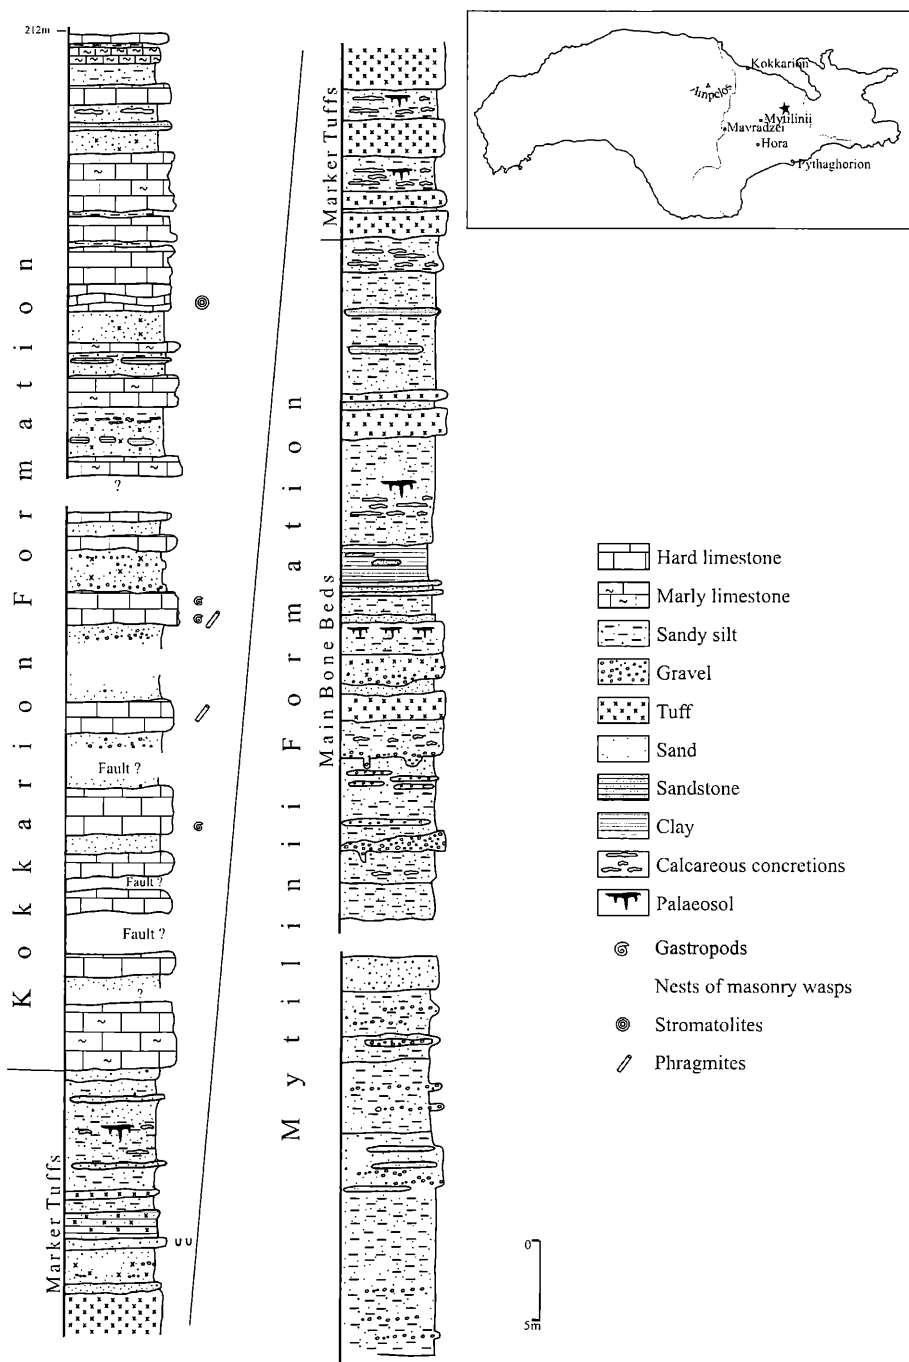 212m
Kokkarion Formation
?
Fault ?
Fault ?
Fault ?
?
Marker Tuffs
Marker Tuffs
Main Bone Beds
Mytilinii Formation
Kokkarion
Ampelos
Mytilinii
Mavradzei
Hora
Pythaghorion
Hard limestone
Marly limestone
Sandy silt
Gravel
Tuff
Sand
Sandstone
Clay
Calcareous concretions
Palaeosol
Gastropods
Nests of masonry wasps
Stromatolites
Phragmites
0
5m